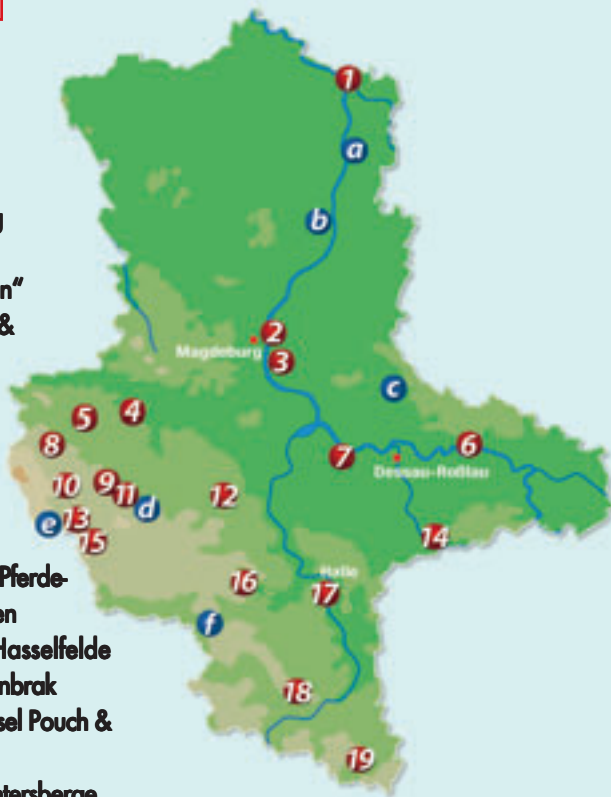 g
n“
&
Pferde-
en
Hasselfelde
nbrak
sel Pouch &
ntersberge
1
a
b
2
Magdeburg
3
c
4
5
8
6
7
Dessau-Roßlau
9
10
11
12
d
e
13
15
14
16
Halle
17
f
18
19